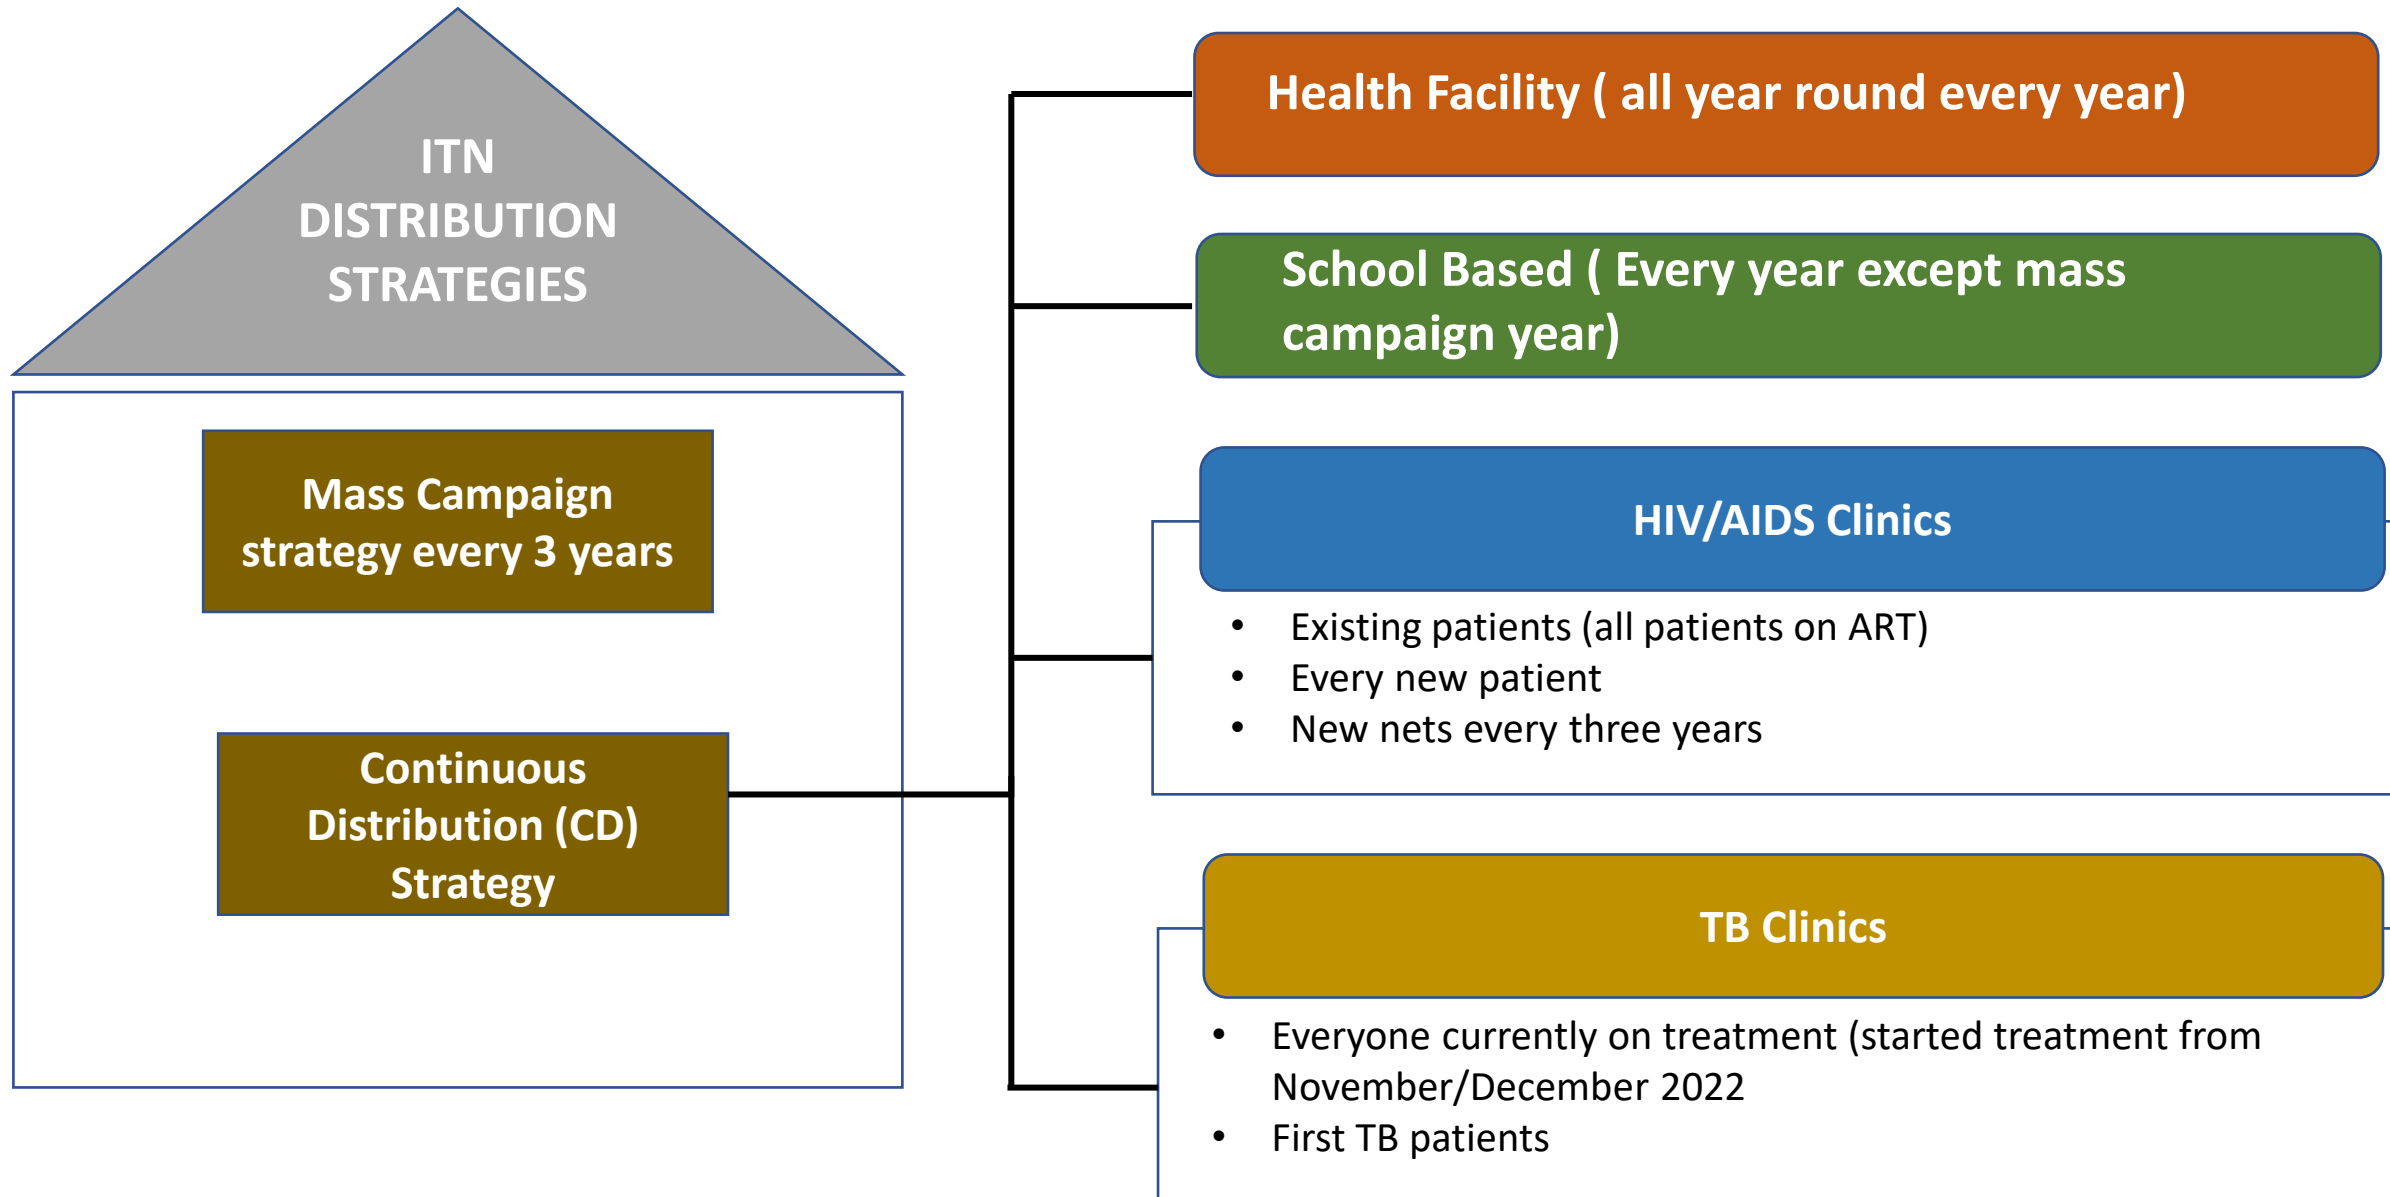 ITN
DISTRIBUTION
STRATEGIES
Mass Campaign
strategy every 3 years
Continuous
Distribution (CD)
Strategy
Health Facility ( all year round every year)
School Based ( Every year except mass
campaign year)
HIV/AIDS Clinics
• Existing patients (all patients on ART)
• Every new patient
• New nets every three years
TB Clinics
• Everyone currently on treatment (started treatment from
November/December 2022
• First TB patients